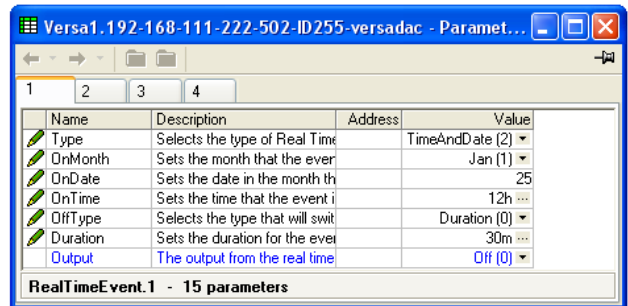 Versa1.192-168-111-222-502-ID255-versadac - Paramet...
1 2 3 4
Name Description Address Value
Type Selects the type of Real Time TimeAndDate (2)
OnMonth Sets the month that the even Jan (1)
OnDate Sets the date in the month th 25
OnTime Sets the time that the event i 12h ...
OffType Selects the type that will swit Duration (0)
Duration Sets the duration for the eve 30m ...
Output The output from the real time Off (0)
RealTimeEvent.1 - 15 parameters